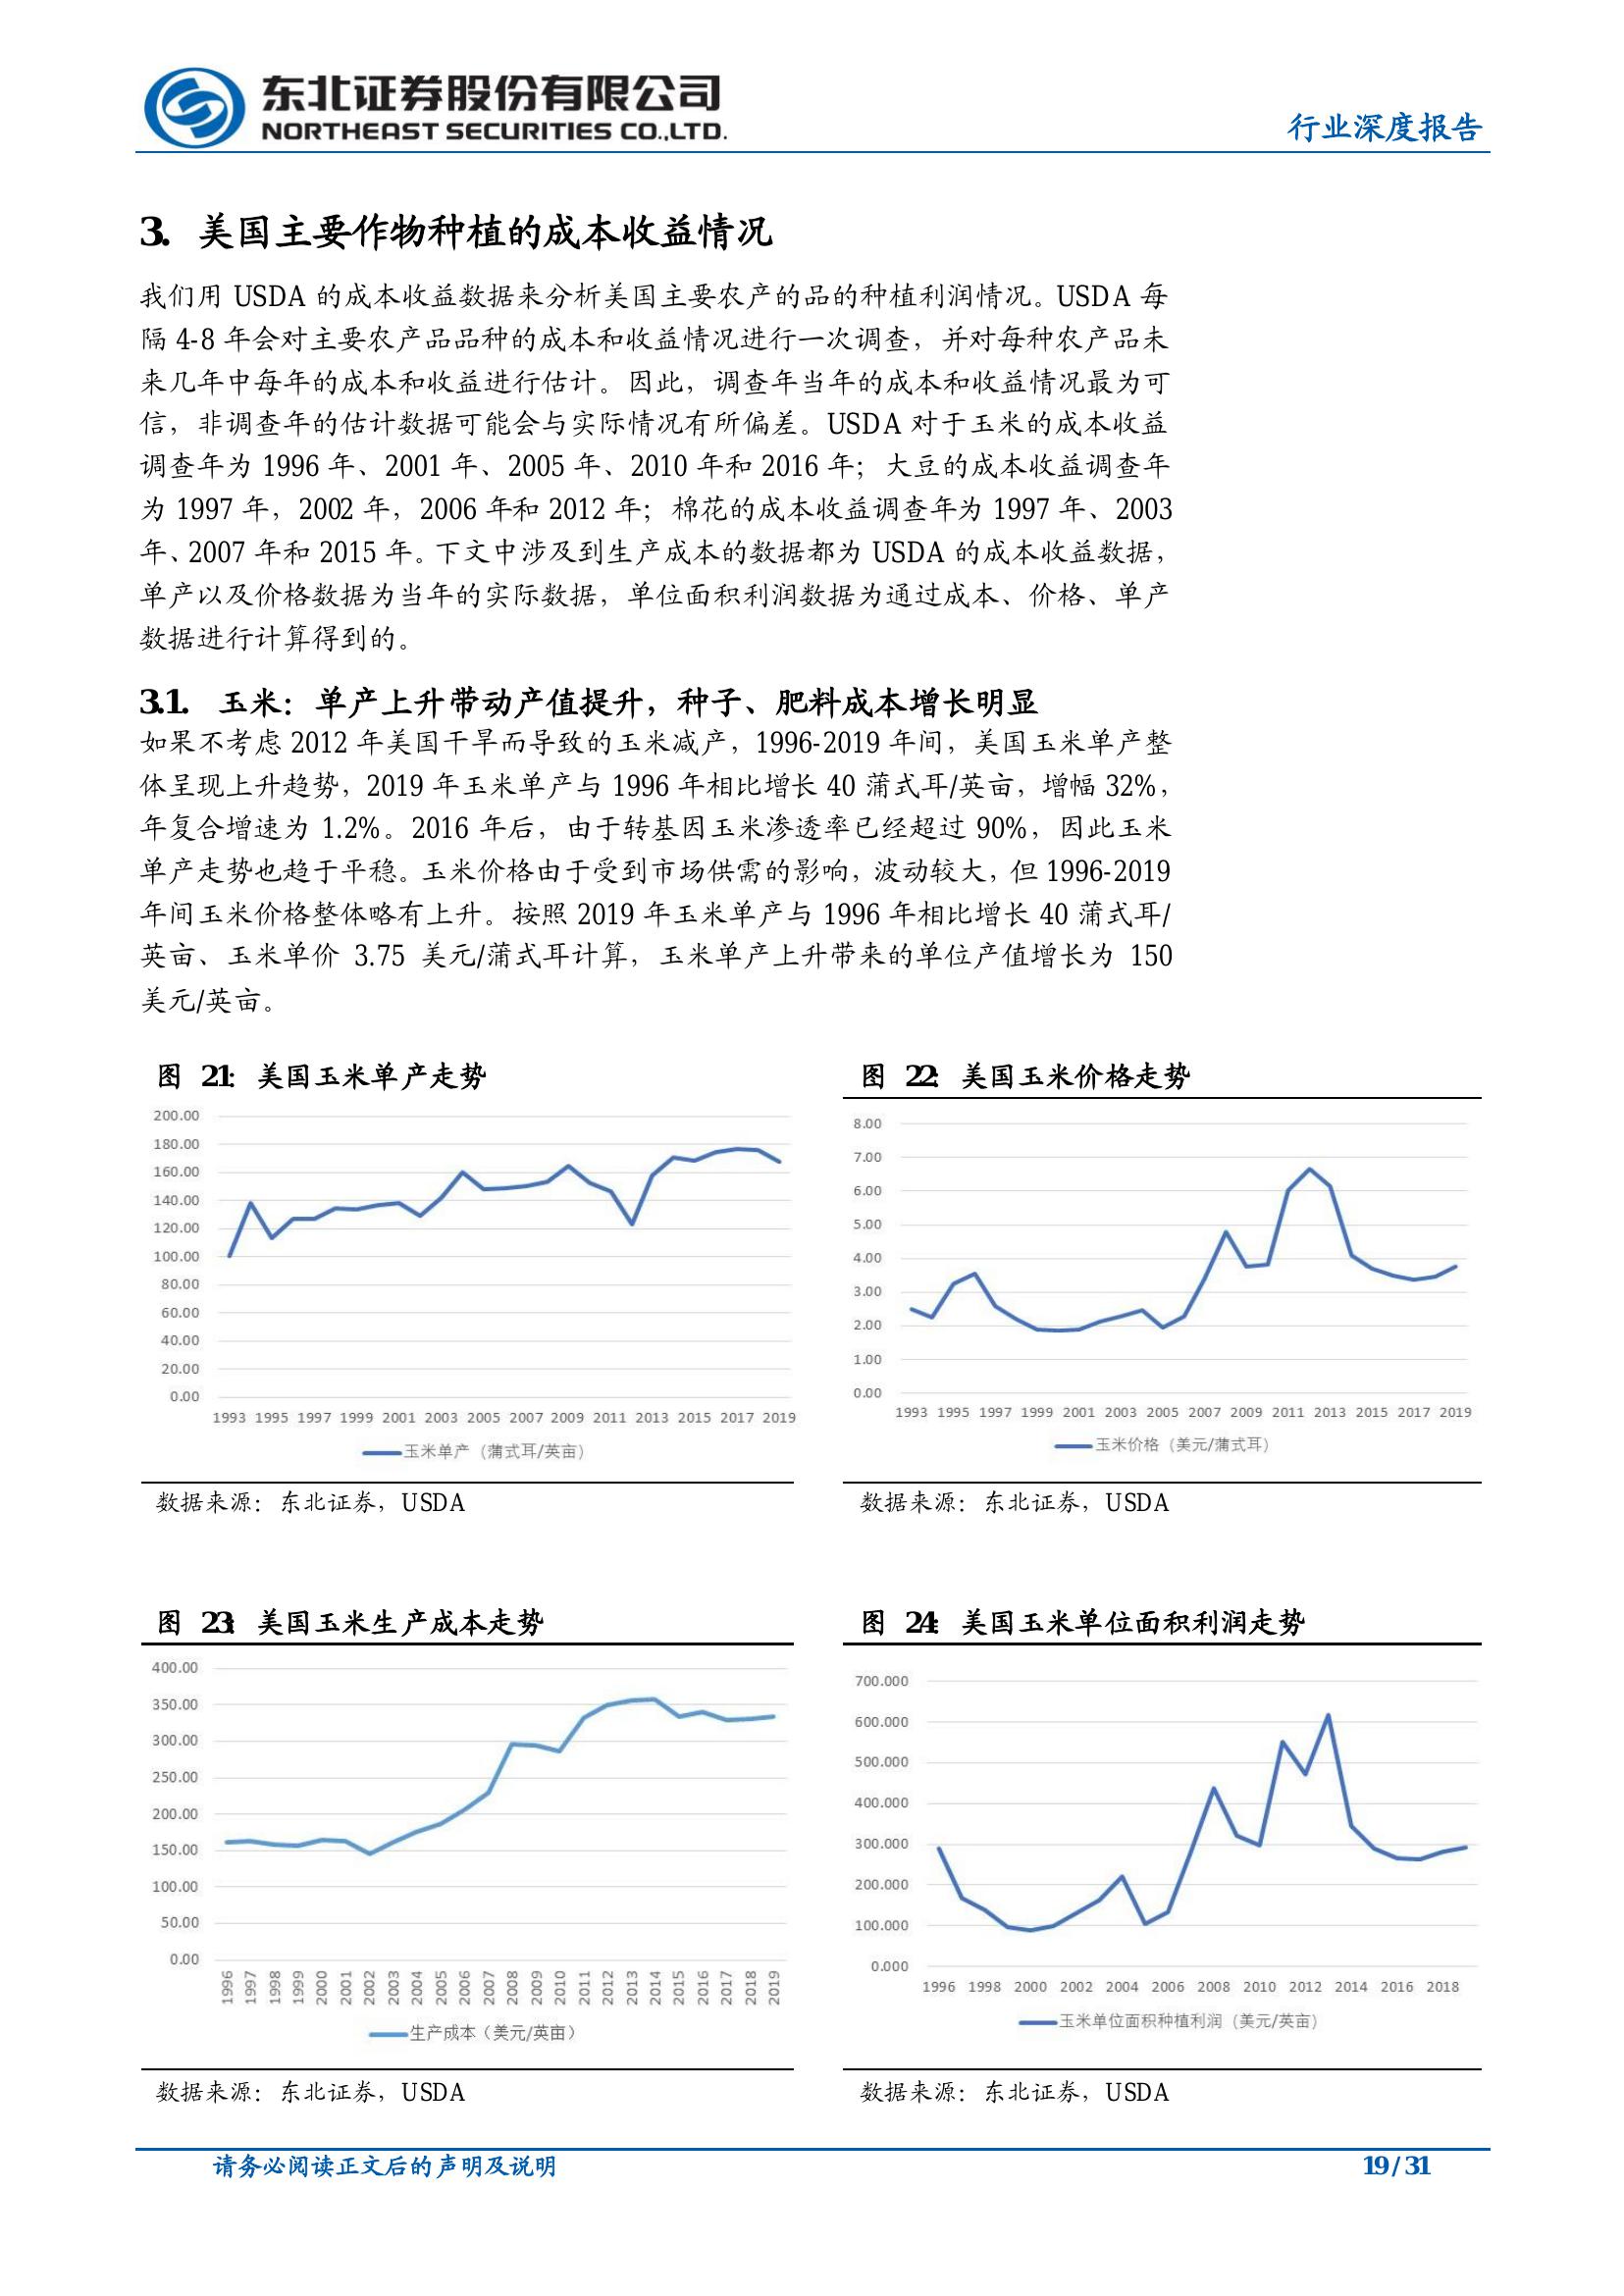 东北证券股份有限公司
NORTHEAST SECURITIES CO.,LTD.
行业深度报告
3. 美国主要作物种植的成本收益情况
我们用 USDA 的成本收益数据来分析美国主要农产的品的种植利润情况。USDA 每
隔 4-8 年会对主要农产品品种的成本和收益情况进行一次调查，并对每种农产品未
来几年中每年的成本和收益进行估计。因此，调查年当年的成本和收益情况最为可
信，非调查年的估计数据可能会与实际情况有所偏差。USDA 对于玉米的成本收益
调查年为 1996 年、2001 年、2005 年、2010 年和 2016 年；大豆的成本收益调查年
为 1997 年，2002 年，2006 年和 2012 年；棉花的成本收益调查年为 1997 年、2003
年、2007 年和 2015 年。下文中涉及到生产成本的数据都为 USDA 的成本收益数据，
单产以及价格数据为当年的实际数据，单位面积利润数据为通过成本、价格、单产
数据进行计算得到的。
3.1. 玉米：单产上升带动产值提升，种子、肥料成本增长明显
如果不考虑 2012 年美国干旱而导致的玉米减产，1996-2019 年间，美国玉米单产整
体呈现上升趋势，2019 年玉米单产与 1996 年相比增长 40 蒲式耳/英亩，增幅 32%，
年复合增速为 1.2%。2016 年后，由于转基因玉米渗透率已经超过 90%，因此玉米
单产走势也趋于平稳。玉米价格由于受到市场供需的影响，波动较大，但 1996-2019
年间玉米价格整体略有上升。按照 2019 年玉米单产与 1996 年相比增长 40 蒲式耳/
英亩、玉米单价 3.75 美元/蒲式耳计算，玉米单产上升带来的单位产值增长为 150
美元/英亩。
图 21：美国玉米单产走势
200.00
180.00
160.00
140.00
120.00
100.00
80.00
60.00
40.00
20.00
0.00
1993 1995 1997 1999 2001 2003 2005 2007 2009 2011 2013 2015 2017 2019
玉米单产（蒲式耳/英亩）
数据来源：东北证券，USDA
图 22：美国玉米价格走势
8.00
7.00
6.00
5.00
4.00
3.00
2.00
1.00
0.00
1993 1995 1997 1999 2001 2003 2005 2007 2009 2011 2013 2015 2017 2019
玉米价格（美元/蒲式耳）
数据来源：东北证券，USDA
图 23：美国玉米生产成本走势
400.00
350.00
300.00
250.00
200.00
150.00
100.00
50.00
0.00
1996 1997 1998 1999 2000 2001 2002 2003 2004 2005 2006 2007 2008 2009 2010 2011 2012 2013 2014 2015 2016 2017 2018 2019
生产成本（美元/英亩）
数据来源：东北证券，USDA
图 24：美国玉米单位面积利润走势
700.000
600.000
500.000
400.000
300.000
200.000
100.000
0.000
1996 1998 2000 2002 2004 2006 2008 2010 2012 2014 2016 2018
玉米单位面积种植利润（美元/英亩）
数据来源：东北证券，USDA
请务必阅读正文后的声明及说明
19 / 31